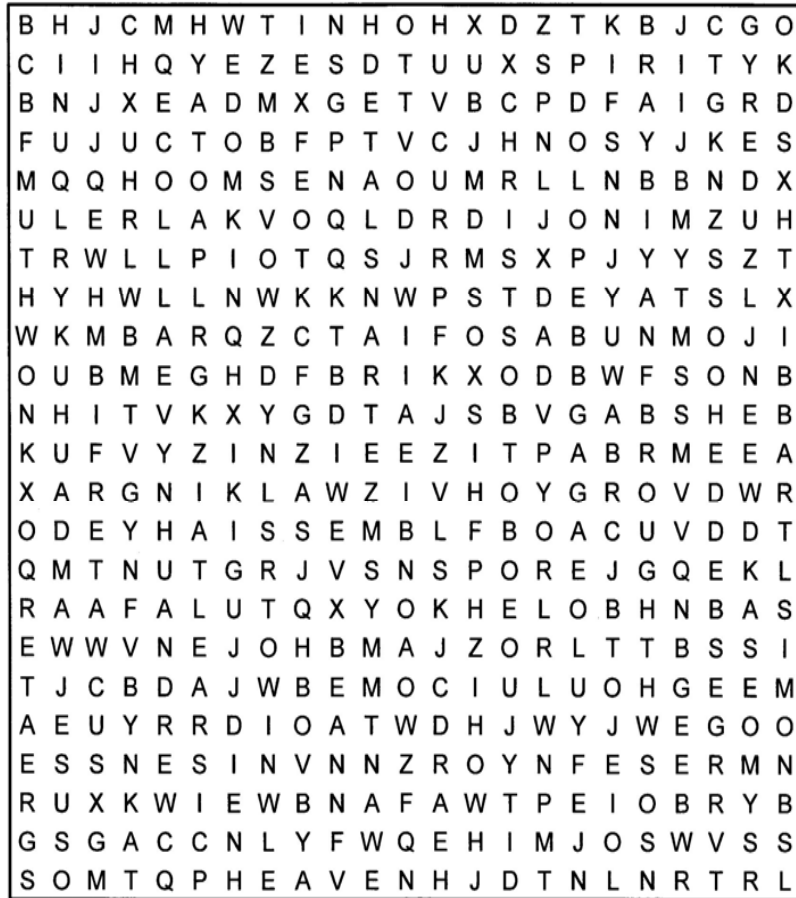 B H J C M H W T I N H O H X D Z T K B J C G O
C I I H Q Y E Z E S D T U U X S P I R I T Y K
B N J X E A D M X G E T V B C P D F A I G R D
F U J U C T O B F P T V C J H N O S Y J K E S
M Q Q H O O M S E N A O U M R L L N B B N D X
U L E R L A K V O Q L D R D I J O N I M Z U H
T R W L L P I O T Q S J R M S X P J Y Y S Z T
H Y H W L L N W K K N W P S T D E Y A T S L X
W K M B A R Q Z C T A I F O S A B U N M O J I
O U B M E G H D F B R I K X O D B W F S O N B
N H I T V K X Y G D T A J S B V G A B S H E B
K U F V Y Z I N Z I E E Z I T P A B R M E E A
X A R G N I K L A W Z I V H O Y G R O V D W R
O D E Y H A I S S E M B L F B O A C U V D D T
Q M T N U T G R J V S N S P O R E J G Q E K L
R A A F A L U T Q X Y O K H E L O B H N B A S
E W W V N E J O H B M A J Z O R L T T B S S I
T J C B D A J W B E M O C I U L U O H G E E M
A E U Y R R D I O A T W D H J W Y J W E G O O
E S S N E S I N V N N Z R O Y N F E S E R M N
R U X K W I E W B N A F A W T P E I O B R Y B
G S G A C C N L Y F W Q E H I M J O S W V S S
S O M T Q P H E A V E N H J D T N L N R T R L